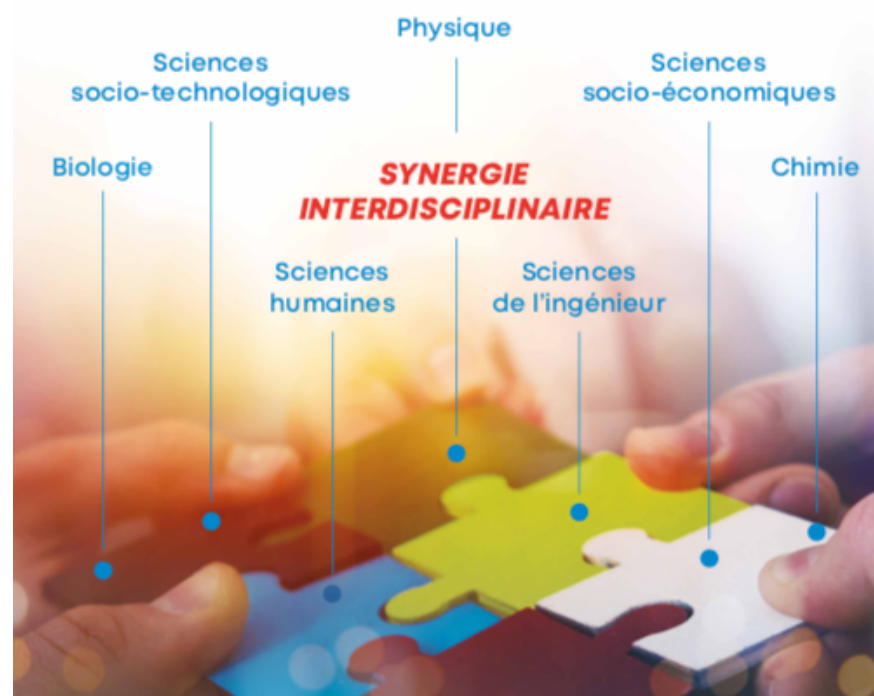 Physique
Sciences
socio-technologiques
Sciences
socio-économiques
Biologie
SYNERGIE
INTERDISCIPLINAIRE
Chimie
Sciences
humaines
Sciences
de l'ingénieur